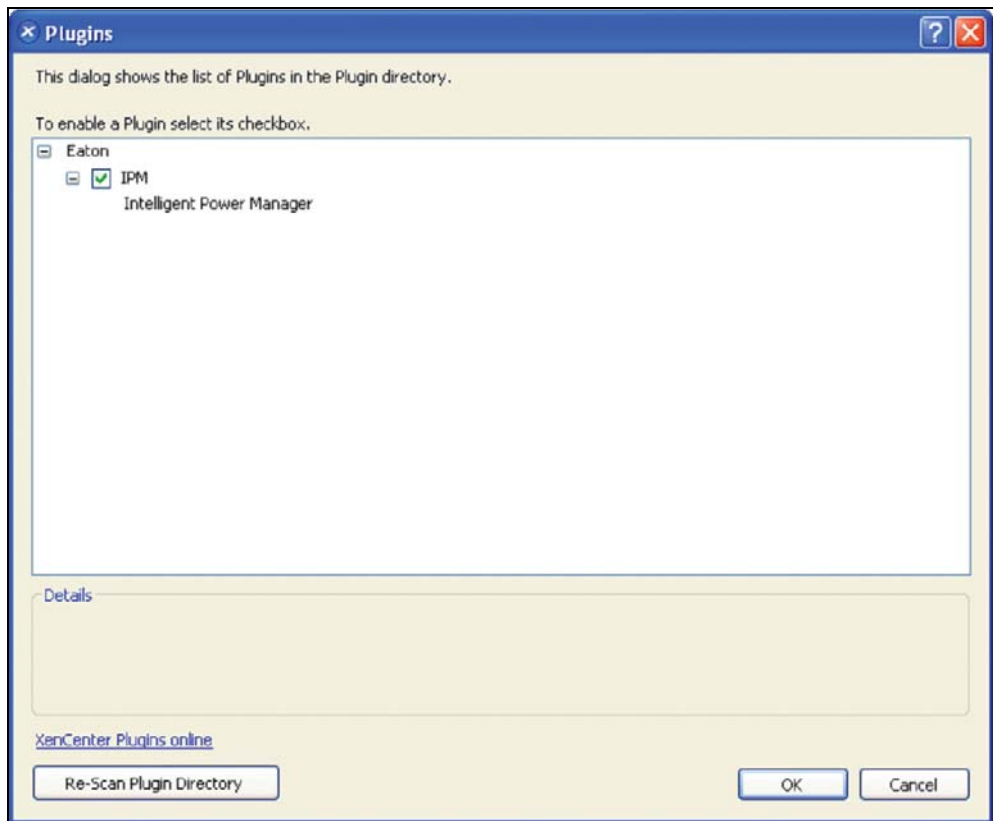 Plugins
This dialog shows the list of Plugins in the Plugin directory.
To enable a Plugin select its checkbox.
Eaton
IPM
Intelligent Power Manager
Details
XenCenter Plugins online
Re-Scan Plugin Directory
OK
Cancel